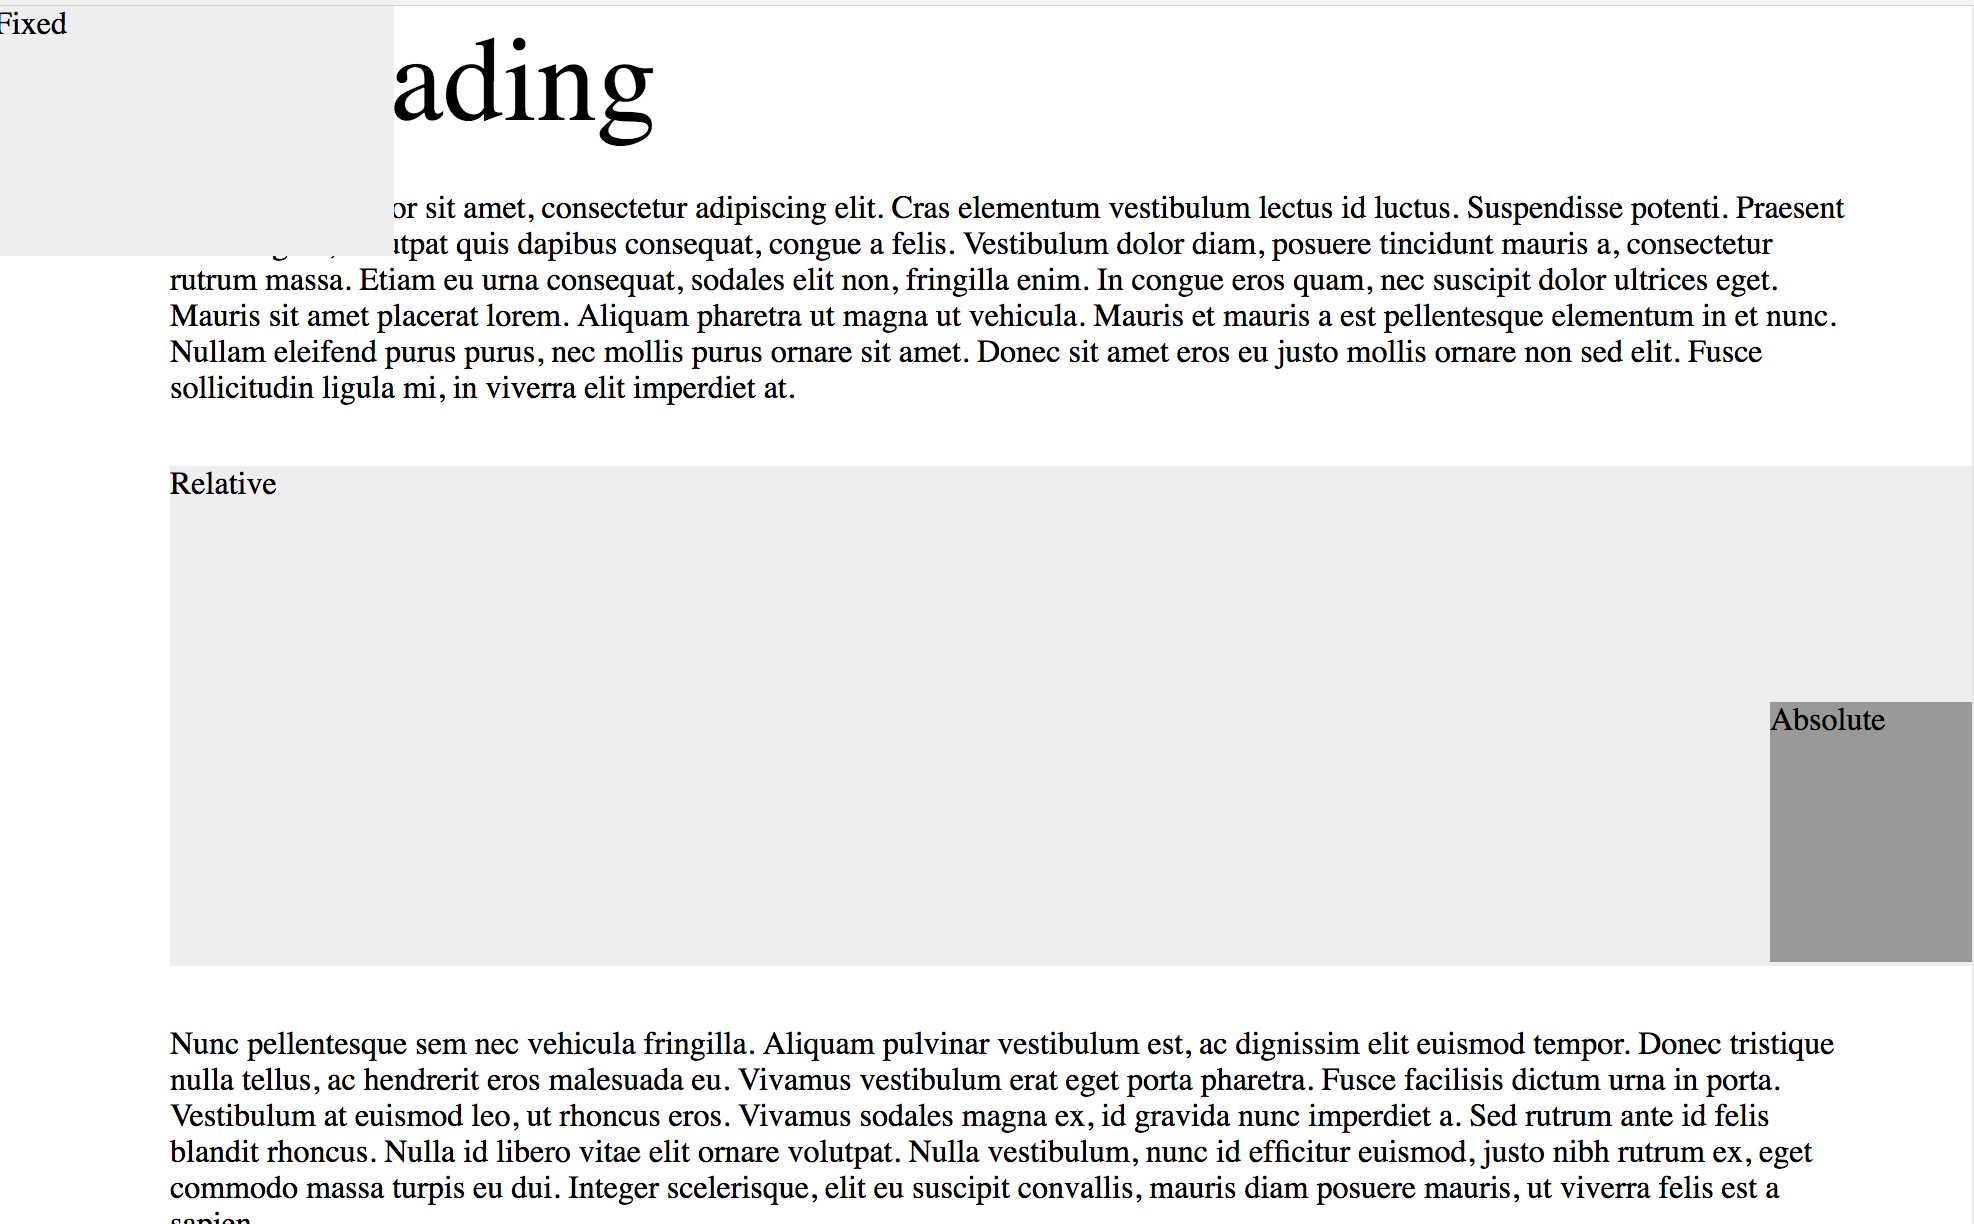 Fixed
ading
or sit amet, consectetur adipiscing elit. Cras elementum vestibulum lectus id luctus. Suspendisse potenti. Praesent
utpat quis dapibus consequat, congue a felis. Vestibulum dolor diam, posuere tincidunt mauris a, consectetur
rutrum massa. Etiam eu urna consequat, sodales elit non, fringilla enim. In congue eros quam, nec suscipit dolor ultrices eget.
Mauris sit amet placerat lorem. Aliquam pharetra ut magna ut vehicula. Mauris et mauris a est pellentesque elementum in et nunc.
Nullam eleifend purus purus, nec mollis purus ornare sit amet. Donec sit amet eros eu justo mollis ornare non sed elit. Fusce
sollicitudin ligula mi, in viverra elit imperdiet at.
Relative
Absolute
Nunc pellentesque sem nec vehicula fringilla. Aliquam pulvinar vestibulum est, ac dignissim elit euismod tempor. Donec tristique
nulla tellus, ac hendrerit eros malesuada eu. Vivamus vestibulum erat eget porta pharetra. Fusce facilisis dictum urna in porta.
Vestibulum at euismod leo, ut rhoncus eros. Vivamus sodales magna ex, id gravida nunc imperdiet a. Sed rutrum ante id felis
blandit rhoncus. Nulla id libero vitae elit ornare volutpat. Nulla vestibulum, nunc id efficitur euismod, justo nibh rutrum ex, eget
commodo massa turpis eu dui. Integer scelerisque, elit eu suscipit convallis, mauris diam posuere mauris, ut viverra felis est a
sapien